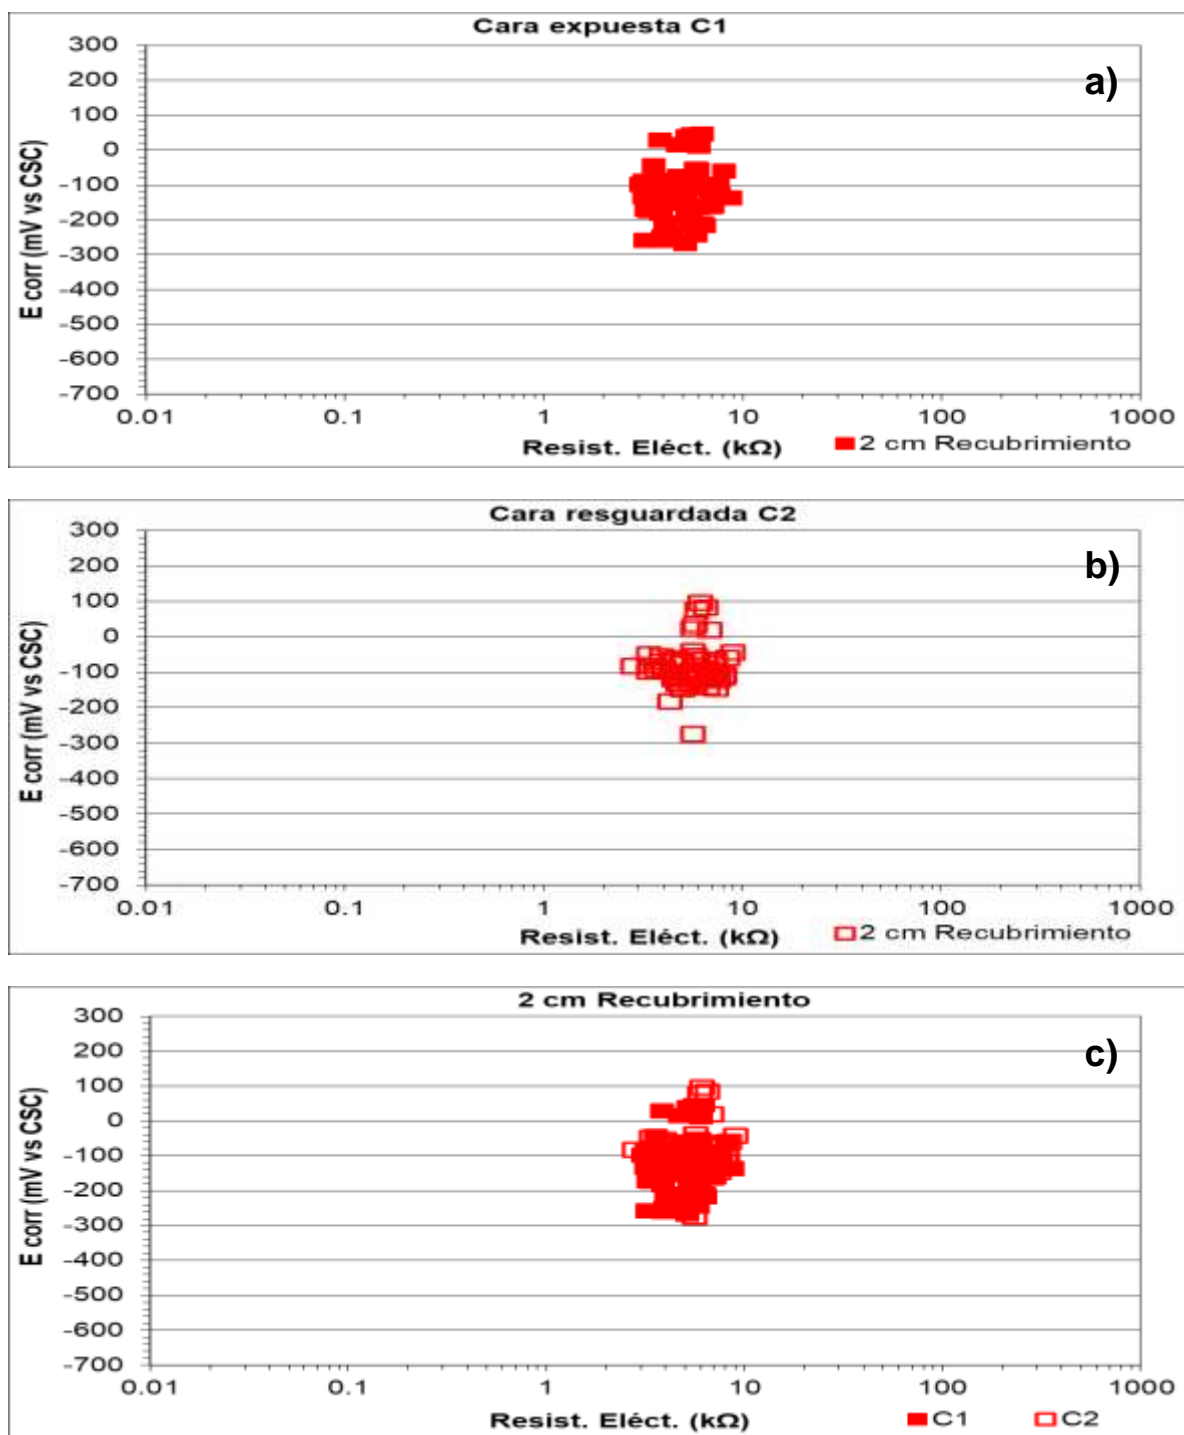 Cara expuesta C1
a)
300
200
100
0
-100
-200
-300
-400
-500
-600
-700
E corr (mV vs CSC)
0.01 0.1 1 10 100 1000
Resist. Eléct. (kΩ)
2 cm Recubrimiento
Cara resguardada C2
b)
300
200
100
0
-100
-200
-300
-400
-500
-600
-700
E corr (mV vs CSC)
0.01 0.1 1 10 100 1000
Resist. Eléct. (kΩ)
2 cm Recubrimiento
2 cm Recubrimiento
c)
300
200
100
0
-100
-200
-300
-400
-500
-600
-700
E corr (mV vs CSC)
0.01 0.1 1 10 100 1000
Resist. Eléct. (kΩ)
C1 C2